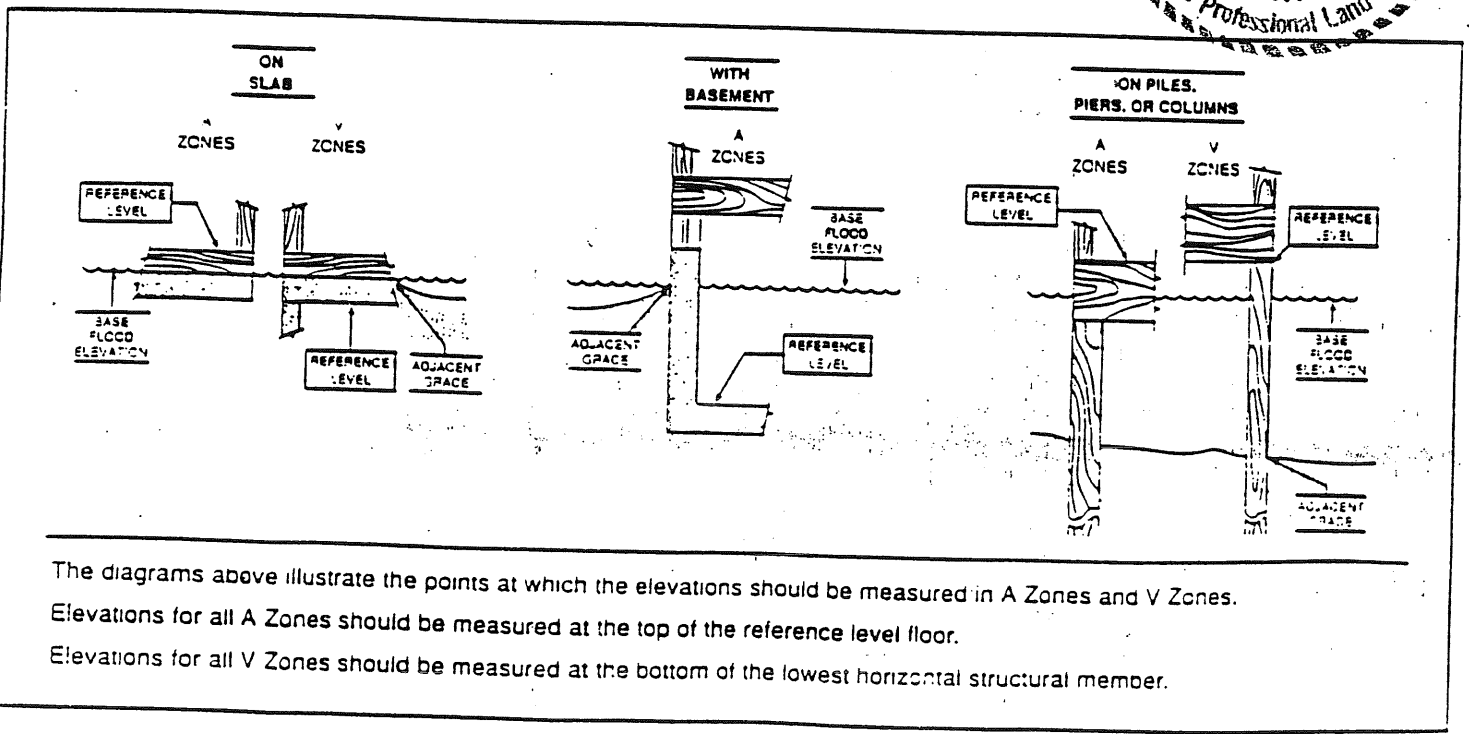 Professional Land
ON
SLAB
A
ZONES
V
ZONES
REFERENCE
LEVEL
BASE
FLOOD
ELEVATION
REFERENCE
LEVEL
ADJACENT
GRADE
WITH
BASEMENT
A
ZONES
BASE
FLOOD
ELEVATION
ADJACENT
GRADE
REFERENCE
LEVEL
ON PILES,
PIERS, OR COLUMNS
A
ZONES
V
ZONES
REFERENCE
LEVEL
REFERENCE
LEVEL
BASE
FLOOD
ELEVATION
ADJACENT
GRADE
The diagrams above illustrate the points at which the elevations should be measured in A Zones and V Zones.
Elevations for all A Zones should be measured at the top of the reference level floor.
Elevations for all V Zones should be measured at the bottom of the lowest horizontal structural member.